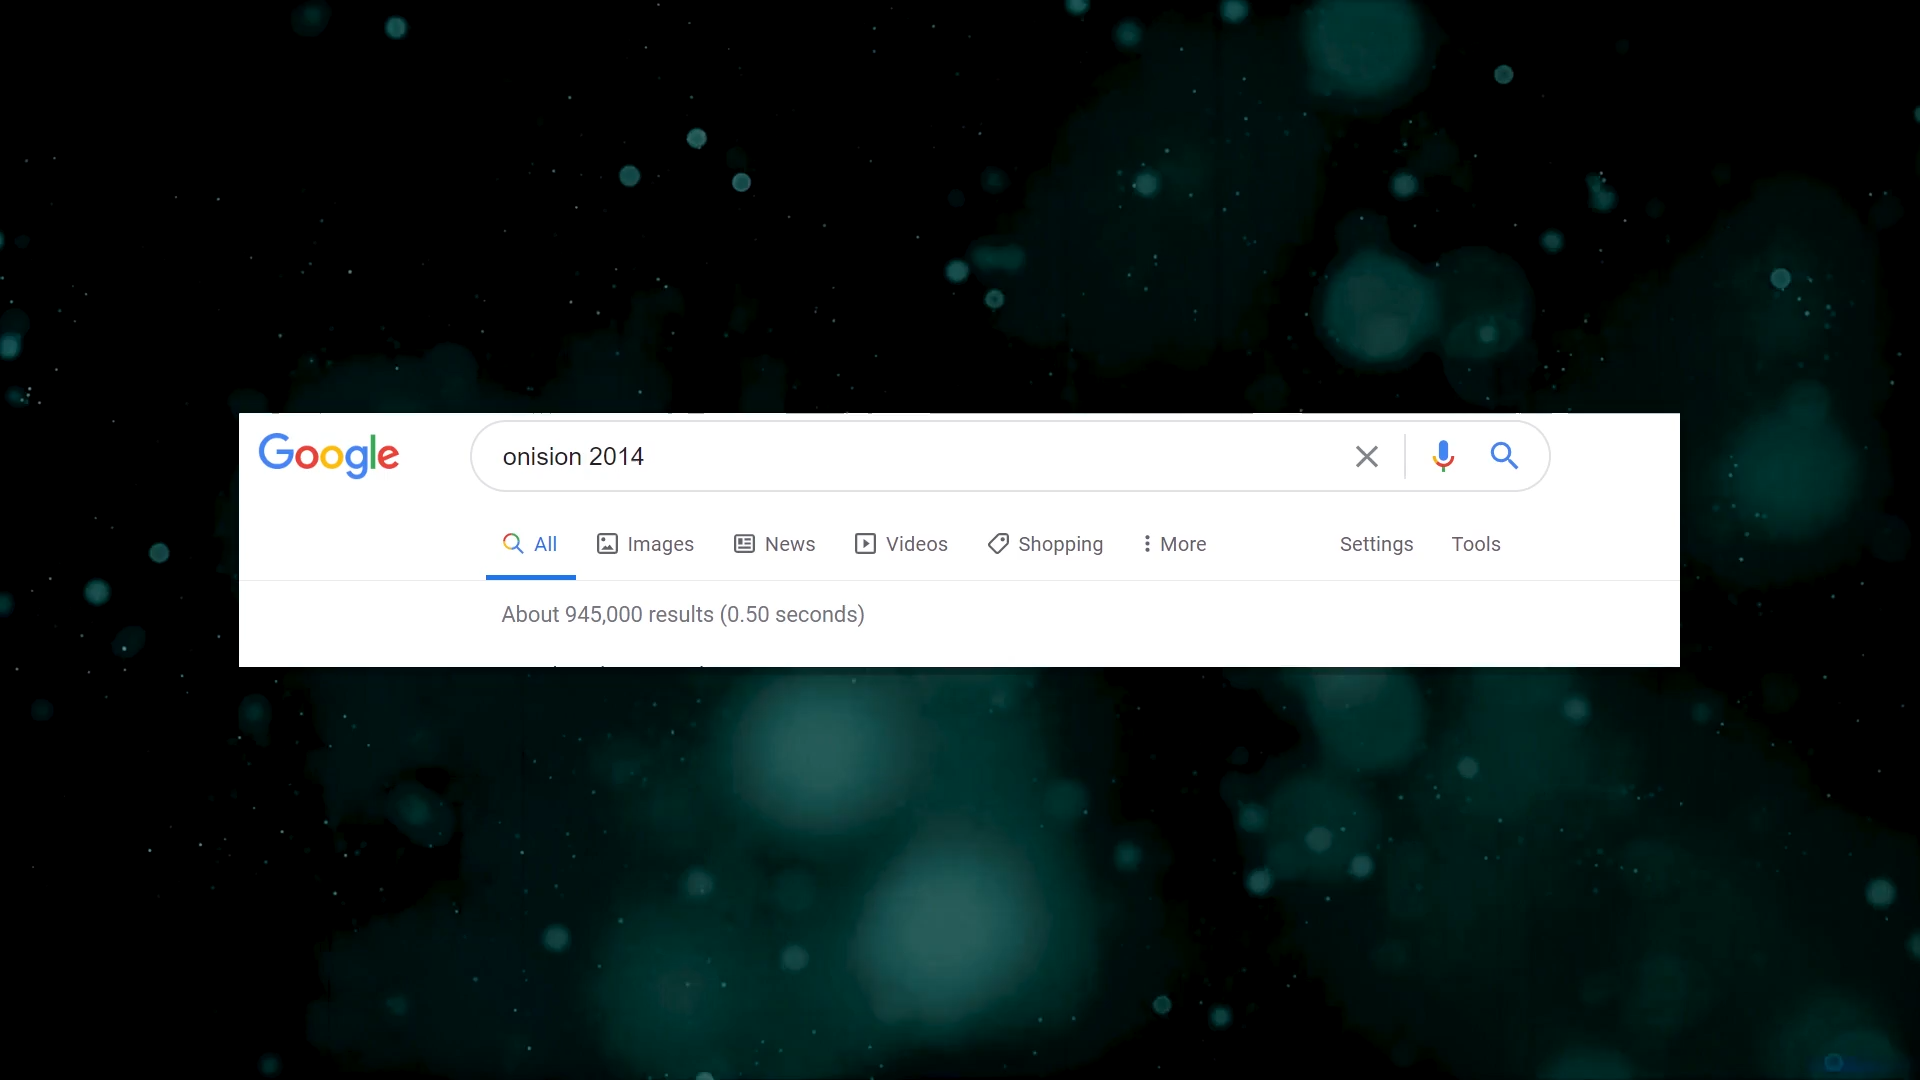 Google onision 2014
All Images News Videos Shopping More Settings Tools
About 945,000 results (0.50 seconds)